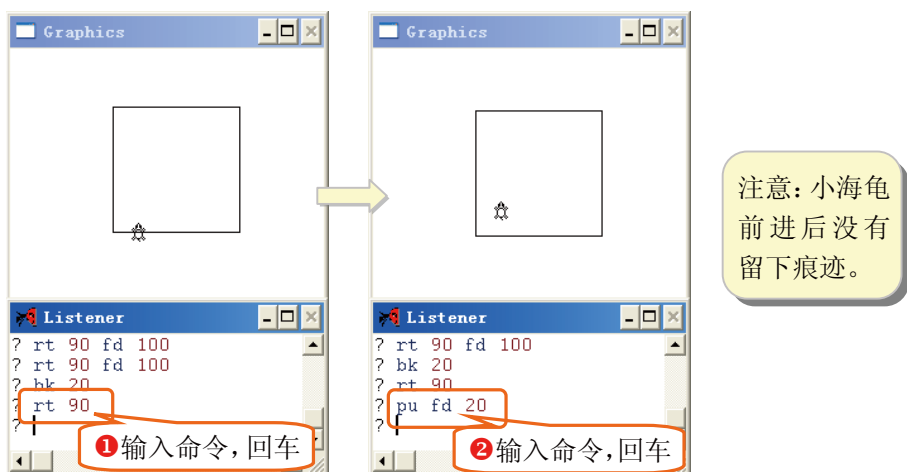 Graphics
Listener
? rt 90 fd 100
? rt 90 fd 100
? bk 20
? rt 90
?
❶输入命令,回车
Graphics
Listener
? rt 90 fd 100
? bk 20
? rt 90
? pu fd 20
?
❷输入命令,回车
注意:小海龟
前进后没有
留下痕迹。